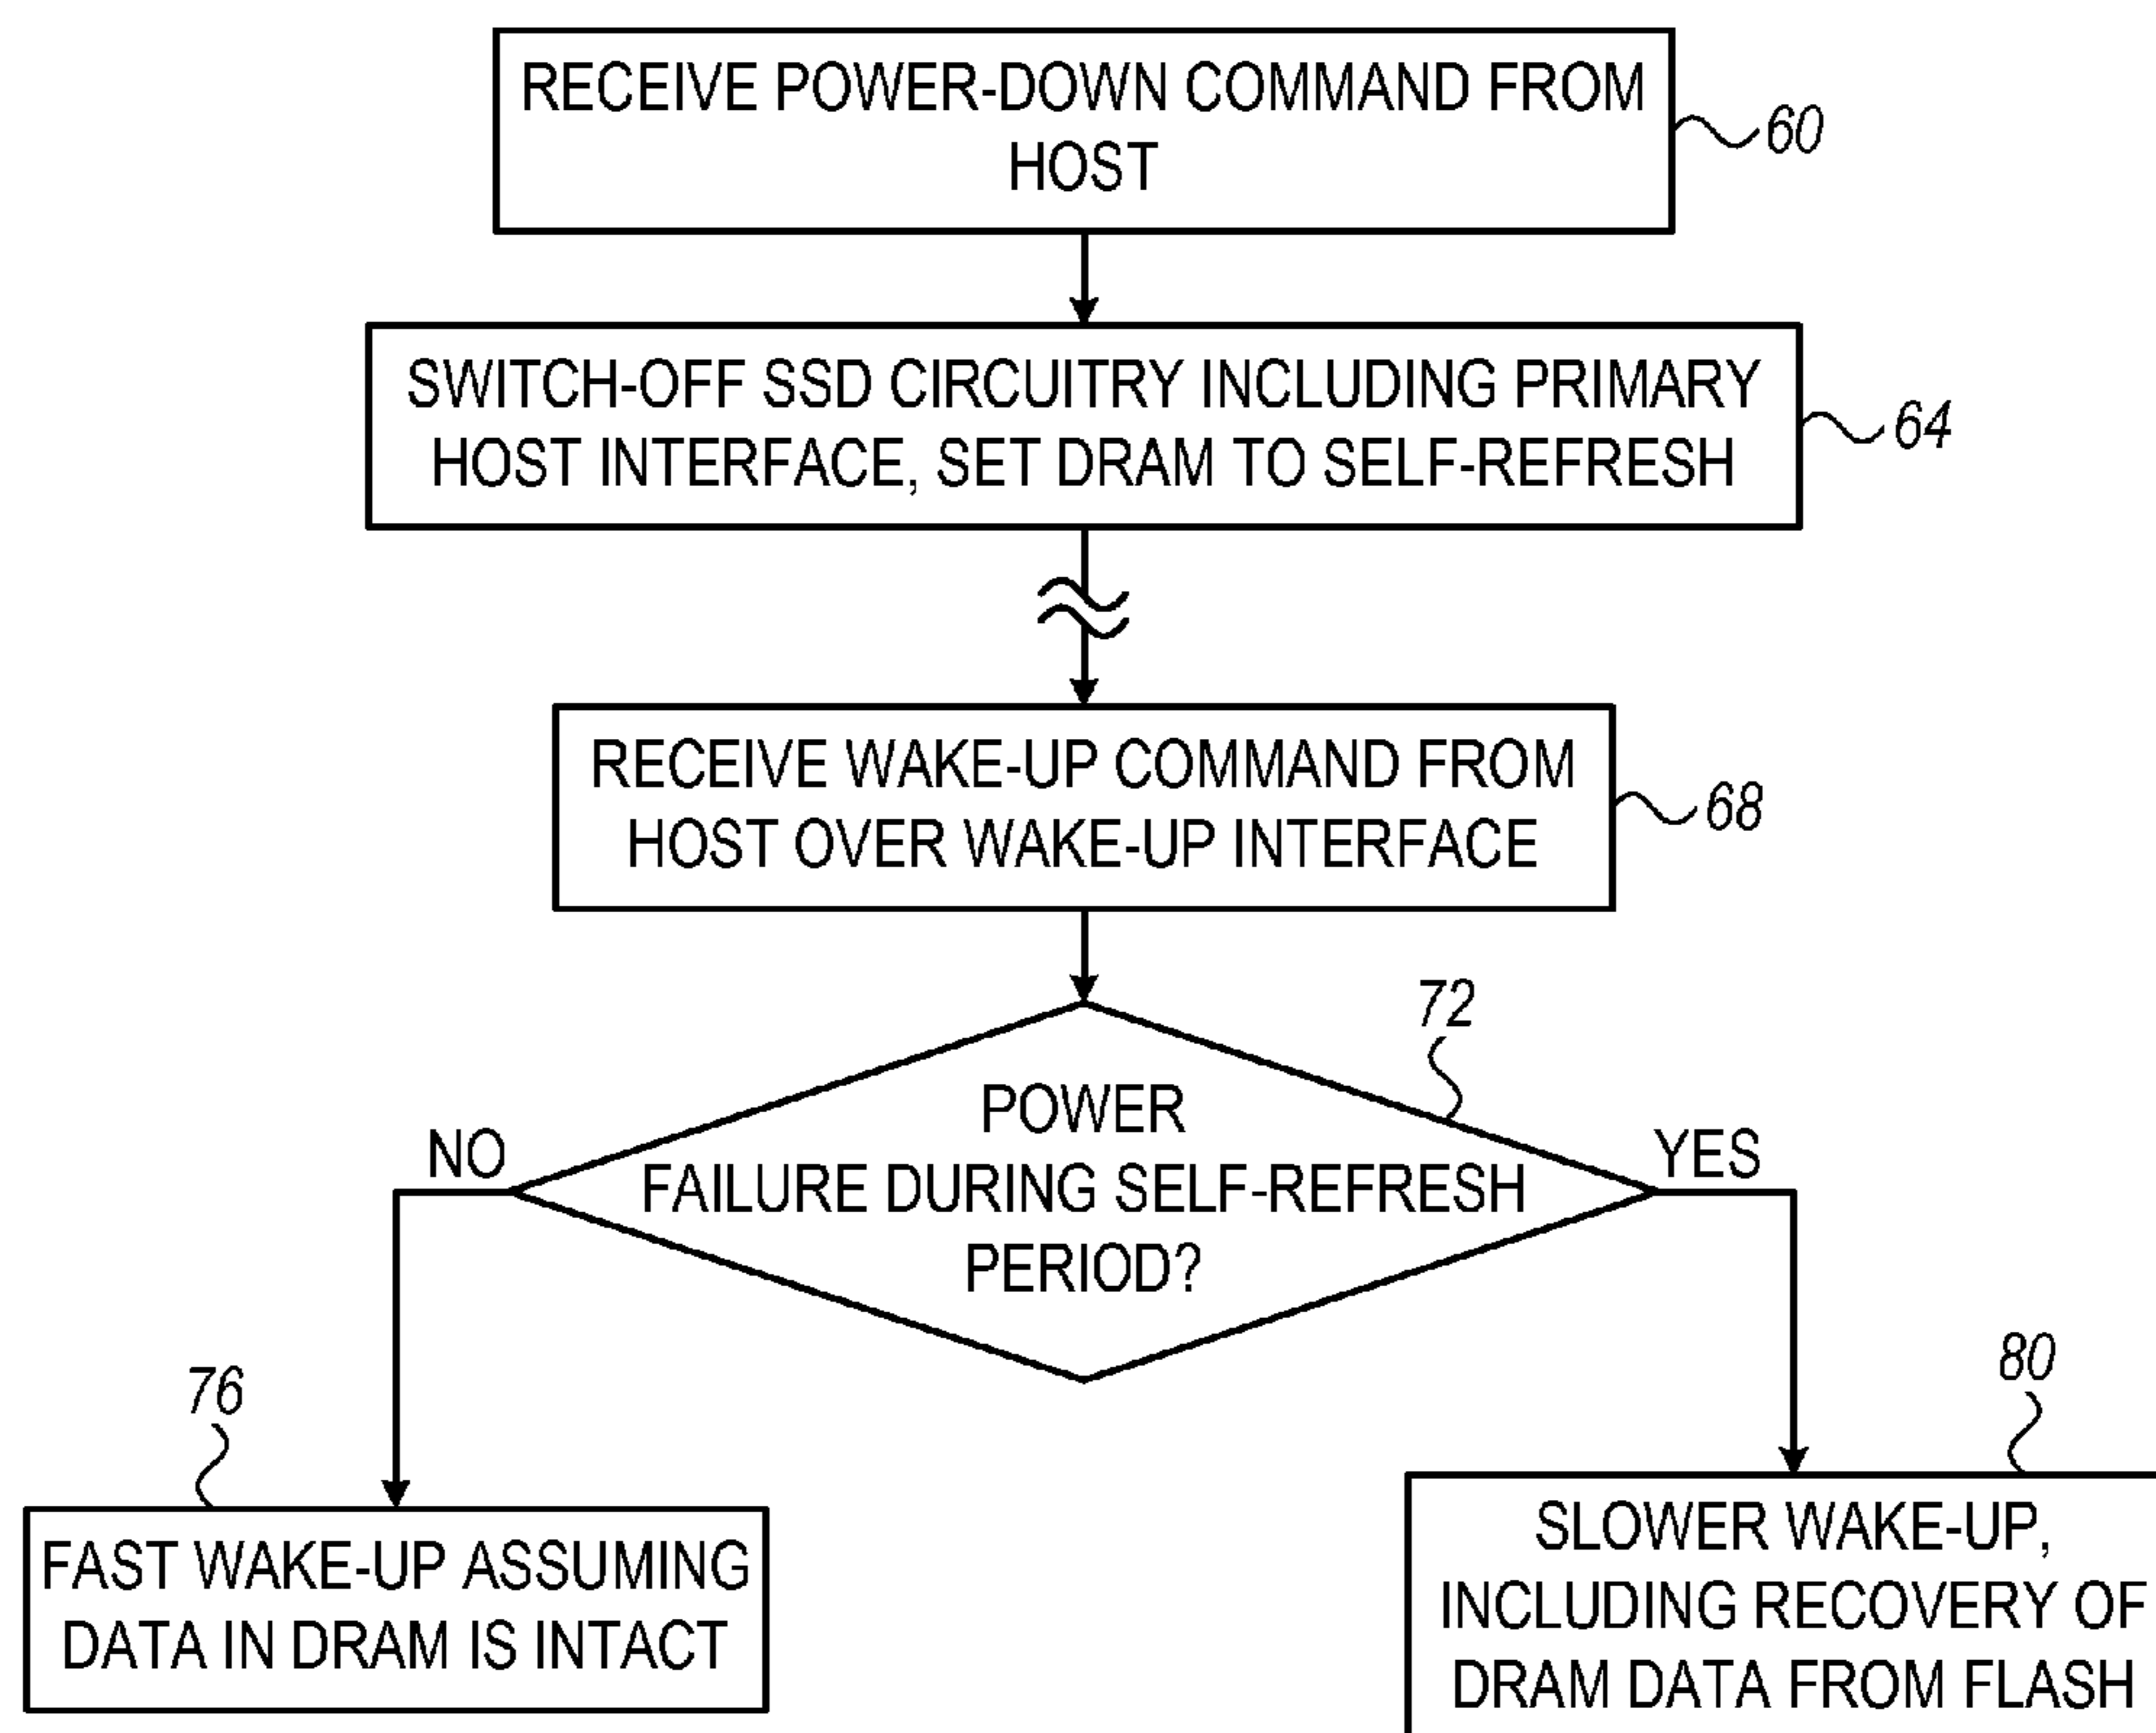 RECEIVE POWER-DOWN COMMAND FROM
HOST
60
SWITCH-OFF SSD CIRCUITRY INCLUDING PRIMARY
HOST INTERFACE, SET DRAM TO SELF-REFRESH
64
RECEIVE WAKE-UP COMMAND FROM
HOST OVER WAKE-UP INTERFACE
68
72
POWER
FAILURE DURING SELF-REFRESH
PERIOD?
NO
YES
76
FAST WAKE-UP ASSUMING
DATA IN DRAM IS INTACT
80
SLOWER WAKE-UP,
INCLUDING RECOVERY OF
DRAM DATA FROM FLASH